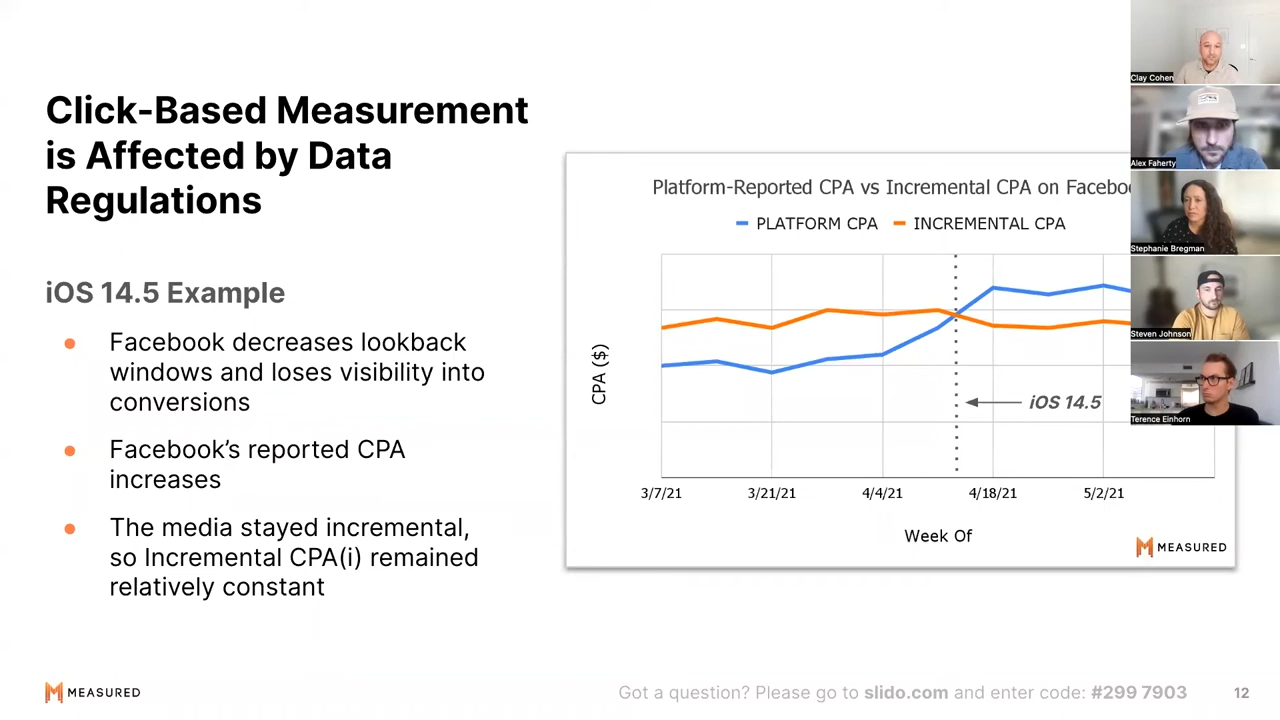 Click-Based Measurement
is Affected by Data
Regulations
iOS 14.5 Example
● Facebook decreases lookback
windows and loses visibility into
conversions
● Facebook’s reported CPA
increases
● The media stayed incremental,
so Incremental CPA(i) remained
relatively constant
Platform-Reported CPA vs Incremental CPA on
PLATFORM CPA INCREMENTAL CPA
CPA ($)
iOS 14.5
3/7/21 3/21/21 4/4/21 4/18/21 5/2/21
Week Of
MEASURED
Clay Cohen
Alex Faherty
Stephanie Bregman
Steven Johnson
Terence Einhorn
MEASURED
Got a question? Please go to slido.com and enter code: #299 7903
12